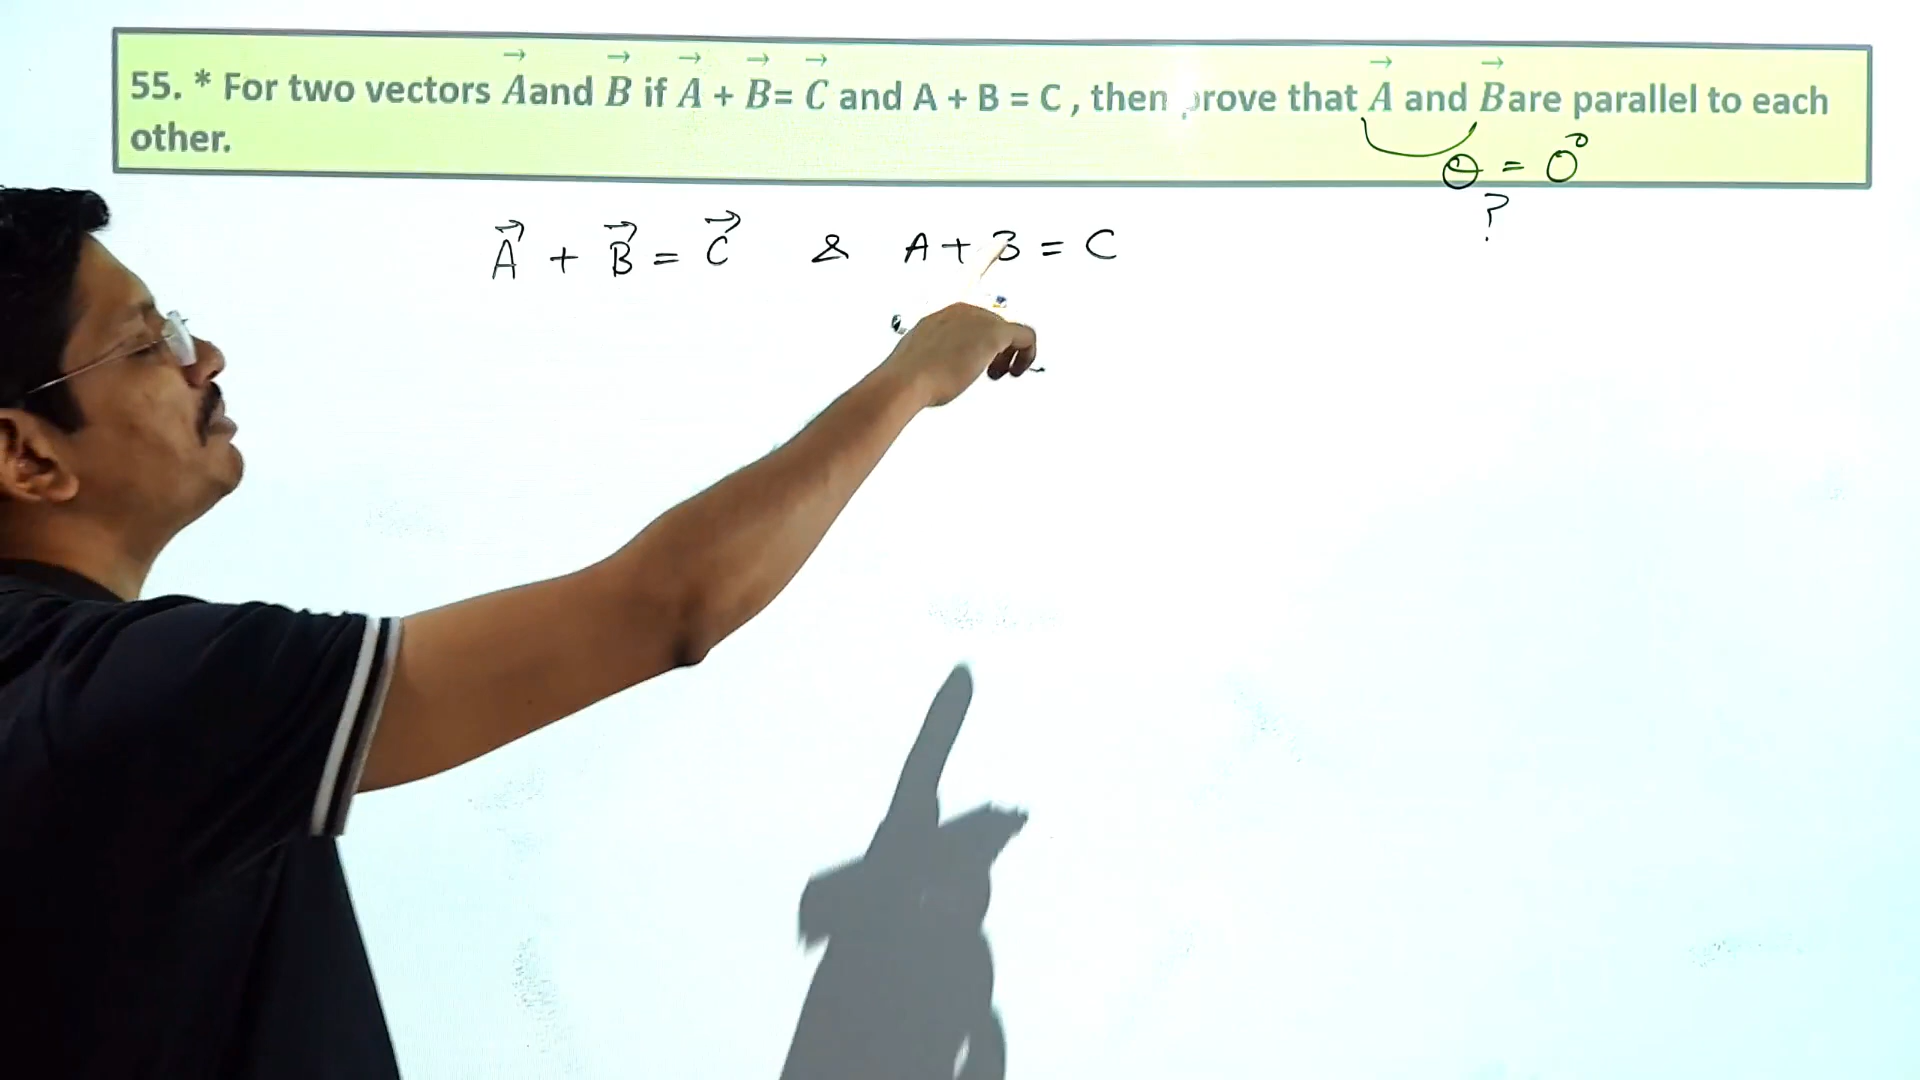 55. * For two vectors A⃗and B⃗ if A⃗ + B⃗= C⃗ and A + B = C , then prove that A⃗ and B⃗are parallel to each
other.
θ = 0°
?
A⃗ + B⃗ = C⃗ & A + B = C